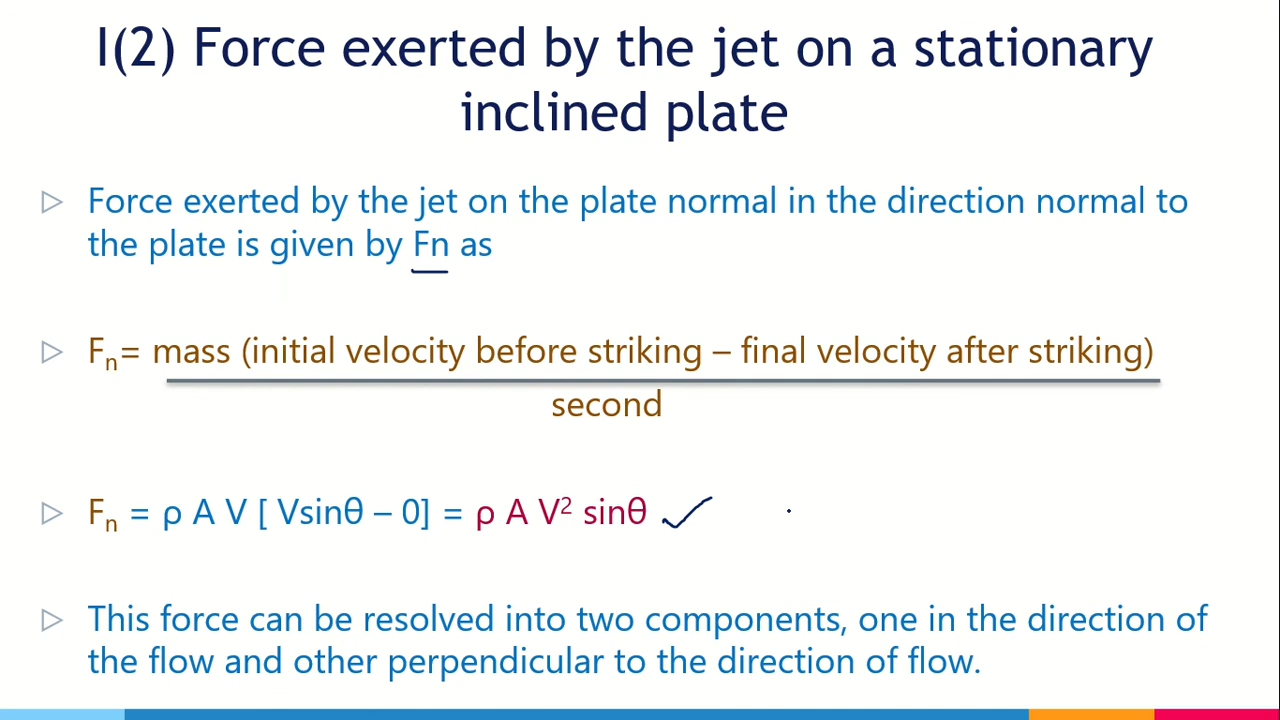 I(2) Force exerted by the jet on a stationary
inclined plate
Force exerted by the jet on the plate normal in the direction normal to
the plate is given by Fn as
Fₙ= mass (initial velocity before striking – final velocity after striking)
second
Fₙ = ρ A V [ Vsinθ – 0] = ρ A V² sinθ
This force can be resolved into two components, one in the direction of
the flow and other perpendicular to the direction of flow.